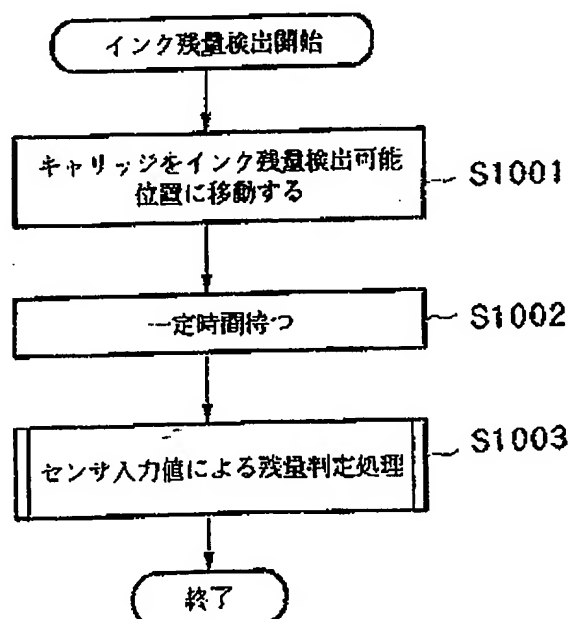 インク残量検出開始
キャリッジをインク残量検出可能
位置に移動する
S1001
一定時間待つ
S1002
センサ入力値による残量判定処理
S1003
終了